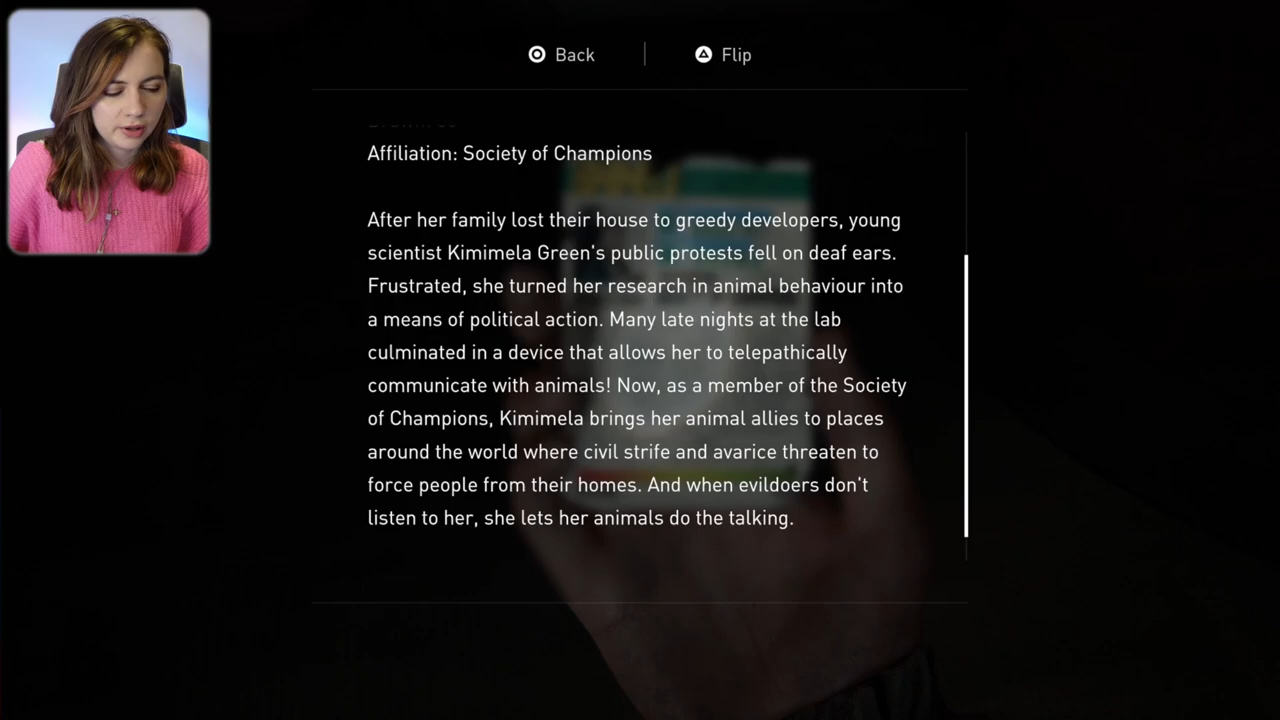 Back
Flip
Affiliation: Society of Champions
After her family lost their house to greedy developers, young
scientist Kimimela Green's public protests fell on deaf ears.
Frustrated, she turned her research in animal behaviour into
a means of political action. Many late nights at the lab
culminated in a device that allows her to telepathically
communicate with animals! Now, as a member of the Society
of Champions, Kimimela brings her animal allies to places
around the world where civil strife and avarice threaten to
force people from their homes. And when evildoers don't
listen to her, she lets her animals do the talking.